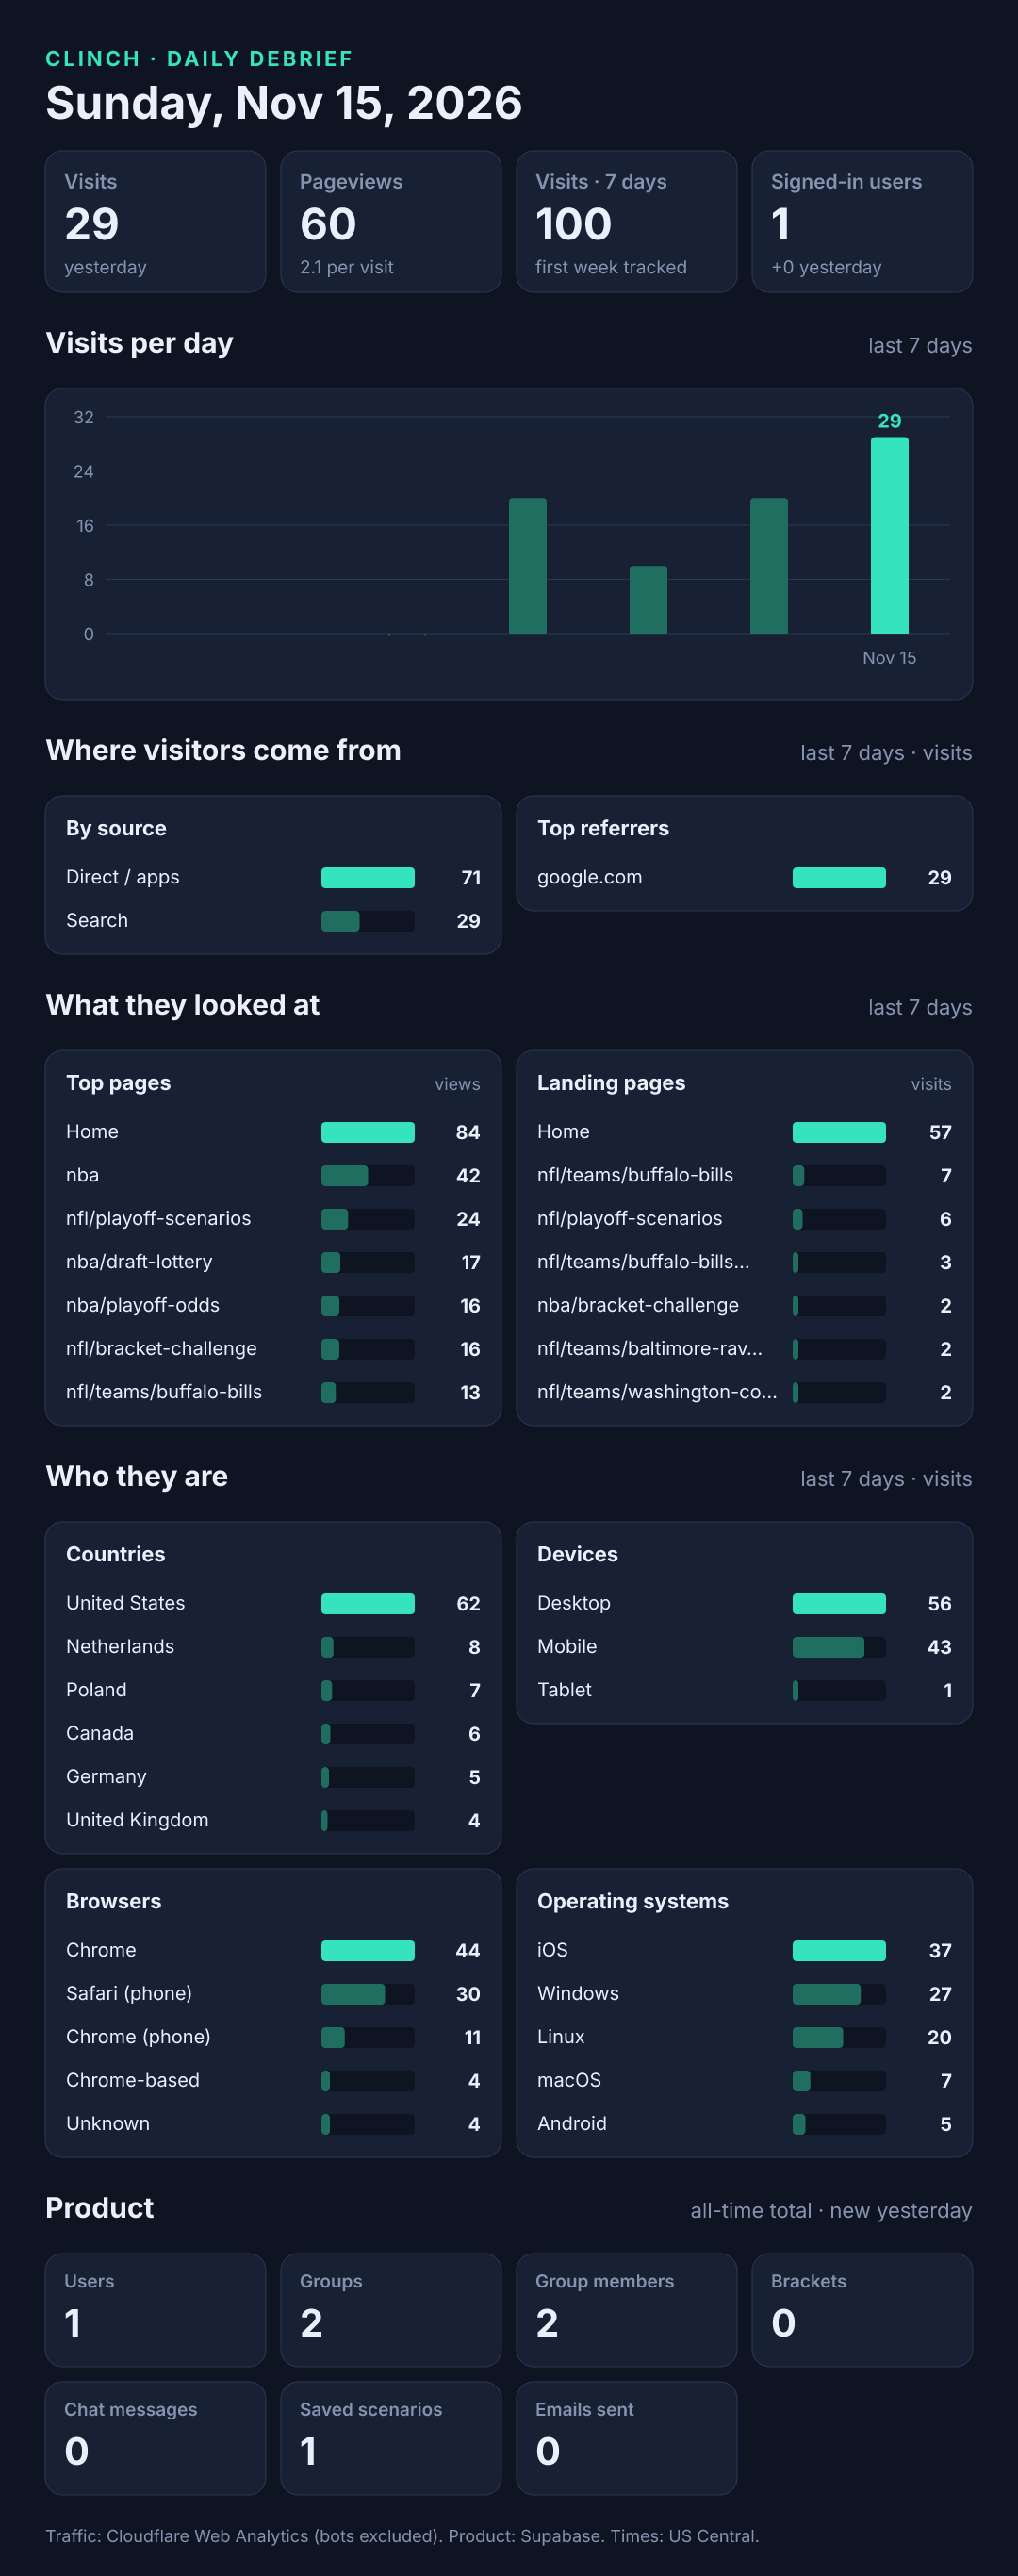 CLINCH · DAILY DEBRIEF
Sunday, Nov 15, 2026
Visits
29
yesterday
Pageviews
60
2.1 per visit
Visits · 7 days
100
first week tracked
Signed-in users
1
+0 yesterday
Visits per day
last 7 days
32
24
16
8
0
29
Nov 15
Where visitors come from
last 7 days · visits
By source
Direct / apps 71
Search 29
Top referrers
google.com 29
What they looked at
last 7 days
Top pages views
Home 84
nba 42
nfl/playoff-scenarios 24
nba/draft-lottery 17
nba/playoff-odds 16
nfl/bracket-challenge 16
nfl/teams/buffalo-bills 13
Landing pages visits
Home 57
nfl/teams/buffalo-bills 7
nfl/playoff-scenarios 6
nfl/teams/buffalo-bills... 3
nba/bracket-challenge 2
nfl/teams/baltimore-rav... 2
nfl/teams/washington-co... 2
Who they are
last 7 days · visits
Countries
United States 62
Netherlands 8
Poland 7
Canada 6
Germany 5
United Kingdom 4
Devices
Desktop 56
Mobile 43
Tablet 1
Browsers
Chrome 44
Safari (phone) 30
Chrome (phone) 11
Chrome-based 4
Unknown 4
Operating systems
iOS 37
Windows 27
Linux 20
macOS 7
Android 5
Product
all-time total · new yesterday
Users
1
Groups
2
Group members
2
Brackets
0
Chat messages
0
Saved scenarios
1
Emails sent
0
Traffic: Cloudflare Web Analytics (bots excluded). Product: Supabase. Times: US Central.